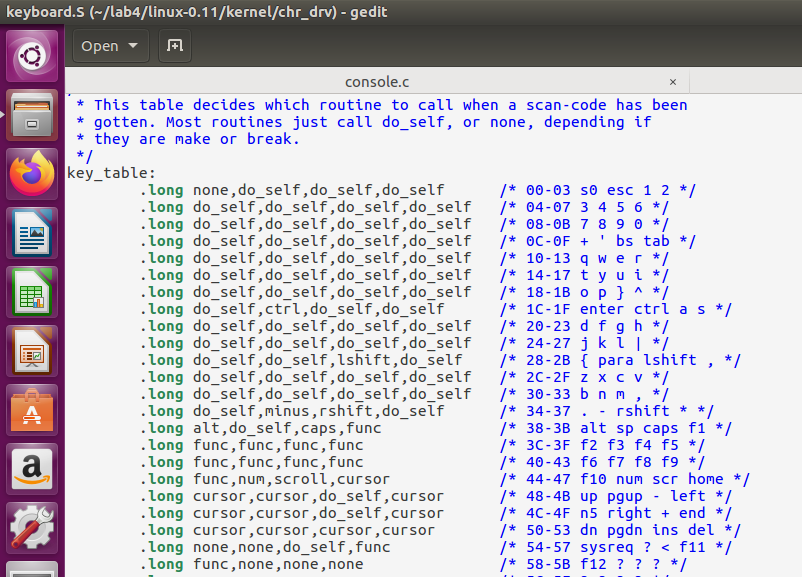 keyboard.S (~/lab4/linux-0.11/kernel/chr_drv) - gedit
Open
console.c ×
* This table decides which routine to call when a scan-code has been
* gotten. Most routines just call do_self, or none, depending if
* they are make or break.
*/
key_table:
.long none,do_self,do_self,do_self /* 00-03 s0 esc 1 2 */
.long do_self,do_self,do_self,do_self /* 04-07 3 4 5 6 */
.long do_self,do_self,do_self,do_self /* 08-0B 7 8 9 0 */
.long do_self,do_self,do_self,do_self /* 0C-0F + ' bs tab */
.long do_self,do_self,do_self,do_self /* 10-13 q w e r */
.long do_self,do_self,do_self,do_self /* 14-17 t y u i */
.long do_self,do_self,do_self,do_self /* 18-1B o p } ^ */
.long do_self,ctrl,do_self,do_self /* 1C-1F enter ctrl a s */
.long do_self,do_self,do_self,do_self /* 20-23 d f g h */
.long do_self,do_self,do_self,do_self /* 24-27 j k l | */
.long do_self,do_self,lshift,do_self /* 28-2B { para lshift , */
.long do_self,do_self,do_self,do_self /* 2C-2F z x c v */
.long do_self,do_self,do_self,do_self /* 30-33 b n m , */
.long do_self,minus,rshift,do_self /* 34-37 . - rshift * */
.long alt,do_self,caps,func /* 38-3B alt sp caps f1 */
.long func,func,func,func /* 3C-3F f2 f3 f4 f5 */
.long func,func,func,func /* 40-43 f6 f7 f8 f9 */
.long func,num,scroll,cursor /* 44-47 f10 num scr home */
.long cursor,cursor,do_self,cursor /* 48-4B up pgup - left */
.long cursor,cursor,do_self,cursor /* 4C-4F n5 right + end */
.long cursor,cursor,cursor,cursor /* 50-53 dn pgdn ins del */
.long none,none,do_self,func /* 54-57 sysreq ? < f11 */
.long func,none,none,none /* 58-5B f12 ? ? ? */